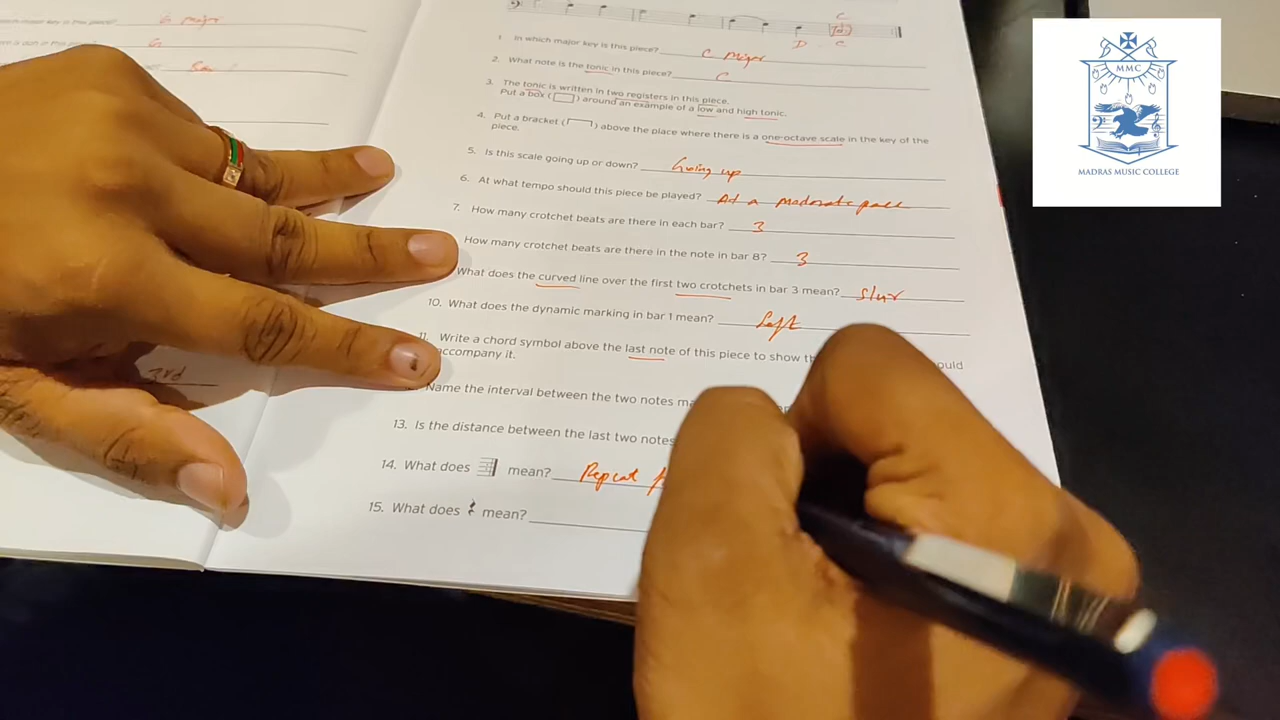 G major
G
C
D C
1. In which major key is this piece? C major
2. What note is the tonic in this piece? C
3. The tonic is written in two registers in this piece.
Put a box ( ) around an example of a low and high tonic.
4. Put a bracket ( ) above the place where there is a one-octave scale in the key of the
piece.
5. Is this scale going up or down? Going up
6. At what tempo should this piece be played? At a moderate pace
7. How many crotchet beats are there in each bar? 3
How many crotchet beats are there in the note in bar 8? 3
What does the curved line over the first two crotchets in bar 3 mean? Slur
10. What does the dynamic marking in bar 1 mean? Soft
11. Write a chord symbol above the last note of this piece to show
accompany it.
3rd
Name the interval between the two notes
13. Is the distance between the last two notes
14. What does mean? Repeat
15. What does mean?
MMC
MADRAS MUSIC COLLEGE